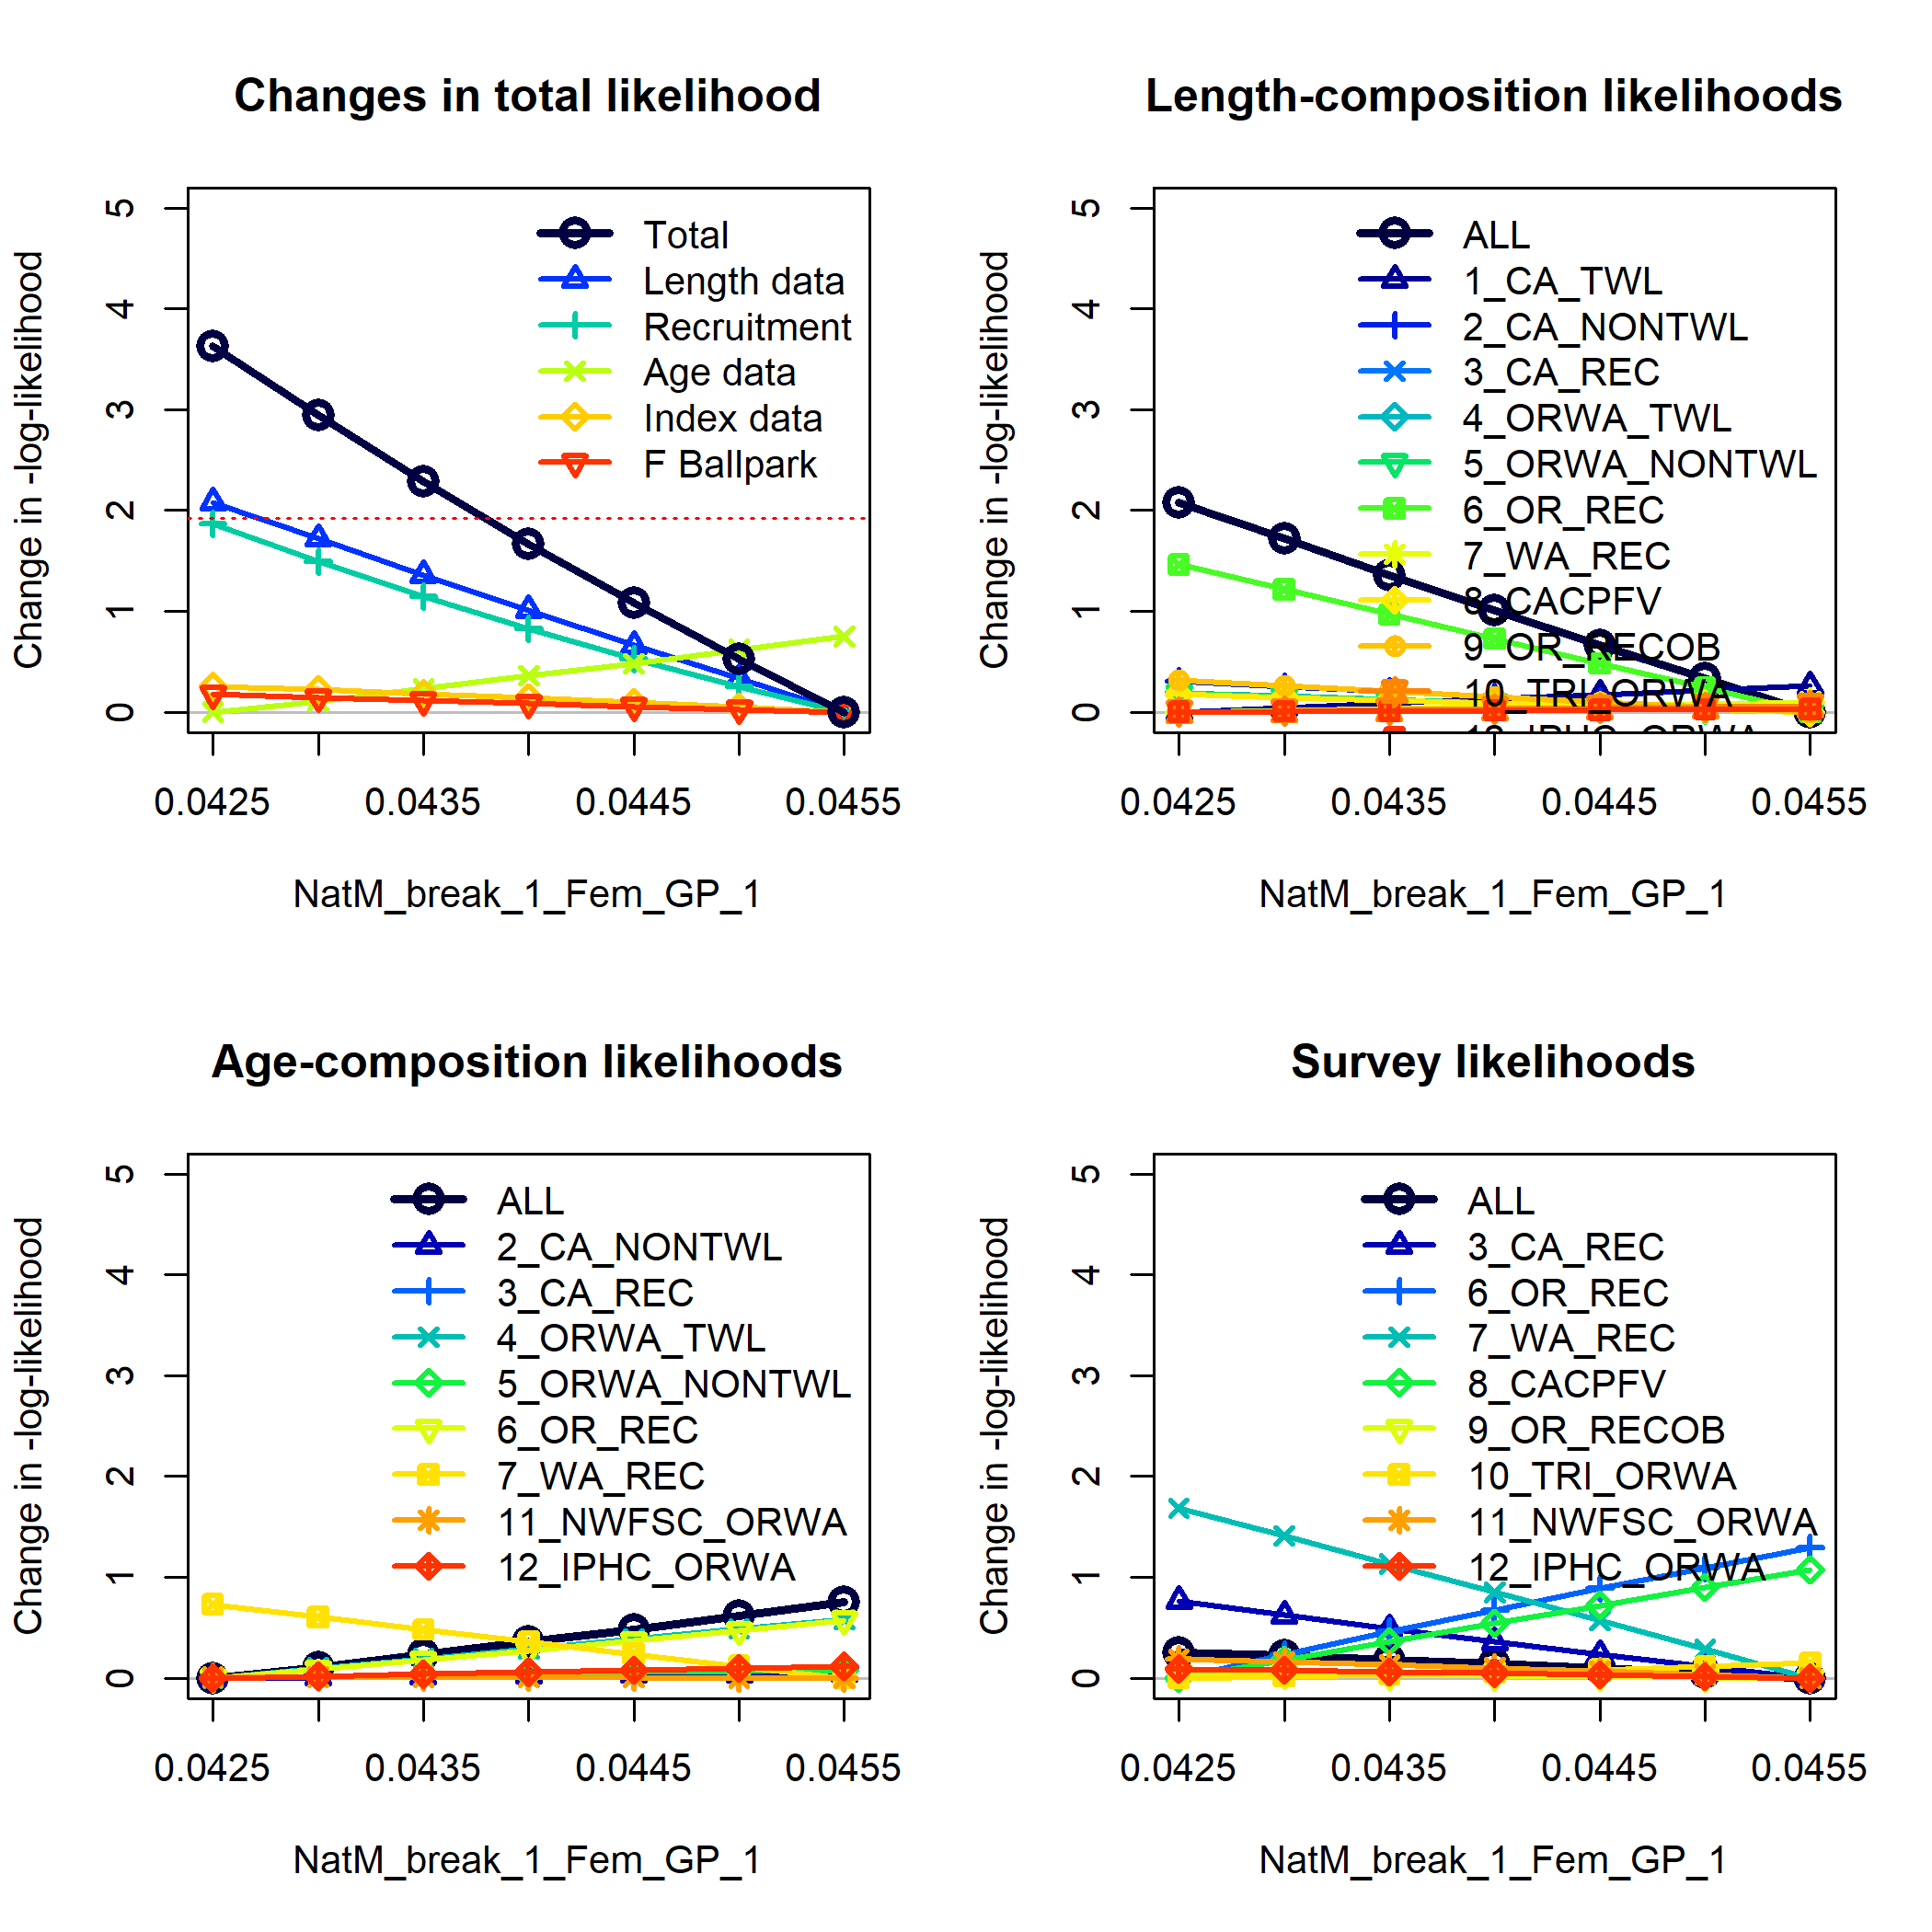 Changes in total likelihood
Change in -log-likelihood
5
4
3
2
1
0
Total
Length data
Recruitment
Age data
Index data
F Ballpark
0.0425 0.0435 0.0445 0.0455
NatM_break_1_Fem_GP_1
Length-composition likelihoods
Change in -log-likelihood
5
4
3
2
1
0
ALL
1_CA_TWL
2_CA_NONTWL
3_CA_REC
4_ORWA_TWL
5_ORWA_NONTWL
6_OR_REC
7_WA_REC
8_CACPFV
9_OR_RECOB
10_TRI_ORWA
0.0425 0.0435 0.0445 0.0455
NatM_break_1_Fem_GP_1
Age-composition likelihoods
Change in -log-likelihood
5
4
3
2
1
0
ALL
2_CA_NONTWL
3_CA_REC
4_ORWA_TWL
5_ORWA_NONTWL
6_OR_REC
7_WA_REC
11_NWFSC_ORWA
12_IPHC_ORWA
0.0425 0.0435 0.0445 0.0455
NatM_break_1_Fem_GP_1
Survey likelihoods
Change in -log-likelihood
5
4
3
2
1
0
ALL
3_CA_REC
6_OR_REC
7_WA_REC
8_CACPFV
9_OR_RECOB
10_TRI_ORWA
11_NWFSC_ORWA
12_IPHC_ORWA
0.0425 0.0435 0.0445 0.0455
NatM_break_1_Fem_GP_1